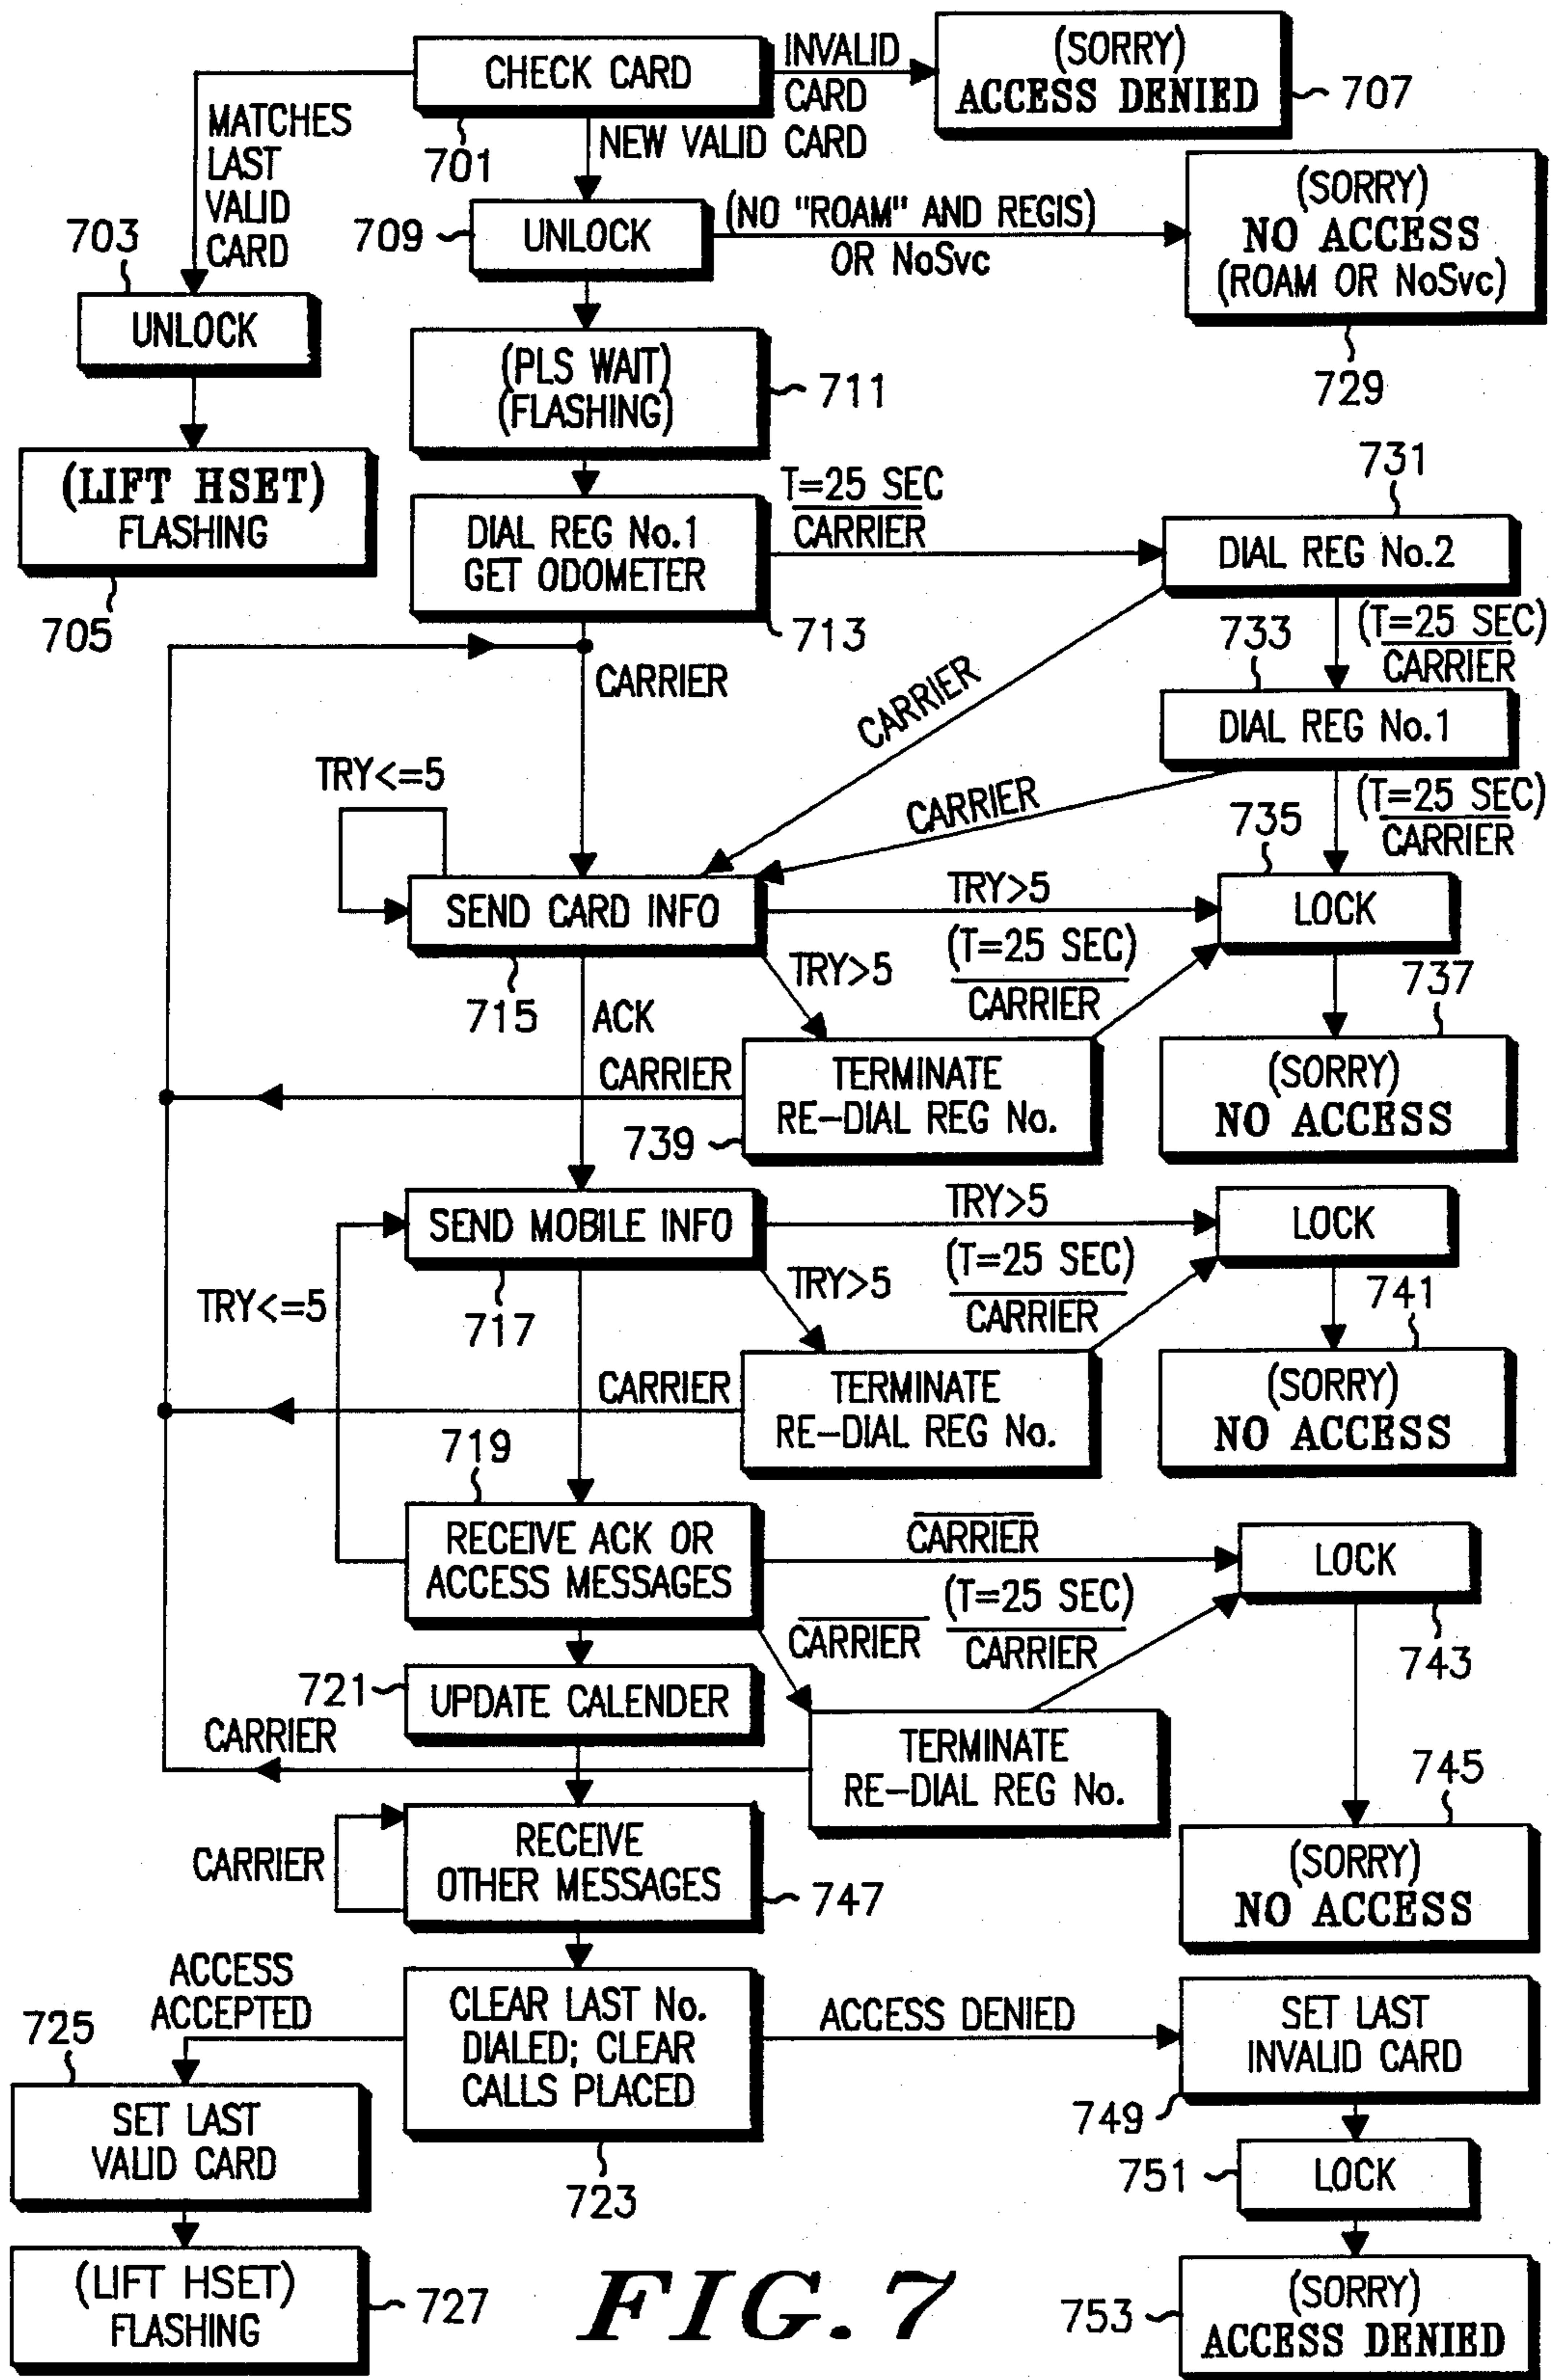 CHECK CARD
INVALID
CARD
(SORRY)
ACCESS DENIED
707
701
MATCHES
LAST
VALID
CARD
NEW VALID CARD
703
UNLOCK
709
UNLOCK
(NO "ROAM" AND REGIS)
OR NoSvc
(SORRY)
NO ACCESS
(ROAM OR NoSvc)
729
(LIFT HSET)
FLASHING
705
(PLS WAIT)
(FLASHING)
711
DIAL REG No.1
GET ODOMETER
713
T=25 SEC
CARRIER
731
DIAL REG No.2
CARRIER
CARRIER
733
(T=25 SEC)
CARRIER
DIAL REG No.1
CARRIER
735
(T=25 SEC)
CARRIER
TRY<=5
SEND CARD INFO
715
TRY>5
LOCK
TRY>5
(T=25 SEC)
CARRIER
737
ACK
CARRIER
TERMINATE
RE-DIAL REG No.
739
(SORRY)
NO ACCESS
SEND MOBILE INFO
717
TRY>5
LOCK
TRY<=5
TRY>5
(T=25 SEC)
CARRIER
741
CARRIER
TERMINATE
RE-DIAL REG No.
(SORRY)
NO ACCESS
719
RECEIVE ACK OR
ACCESS MESSAGES
CARRIER
LOCK
743
CARRIER
(T=25 SEC)
CARRIER
721
UPDATE CALENDER
CARRIER
TERMINATE
RE-DIAL REG No.
745
(SORRY)
NO ACCESS
CARRIER
RECEIVE
OTHER MESSAGES
747
ACCESS
ACCEPTED
725
CLEAR LAST No.
DIALED; CLEAR
CALLS PLACED
723
ACCESS DENIED
SET LAST
INVALID CARD
749
SET LAST
VALID CARD
751
LOCK
(LIFT HSET)
FLASHING
727
FIG. 7
753
(SORRY)
ACCESS DENIED